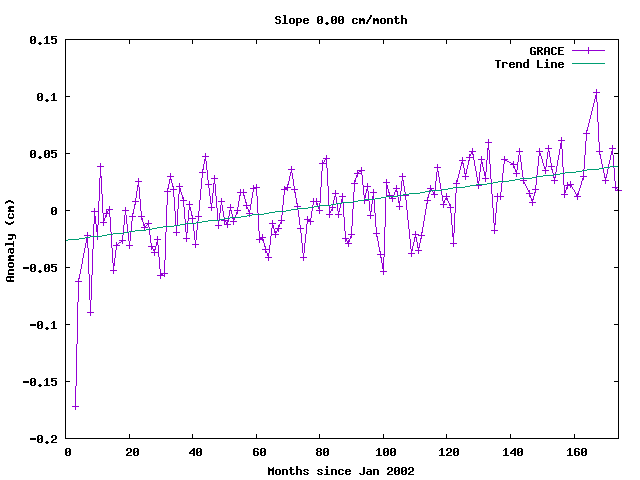 Slope 0.00 cm/month
GRACE
Trend Line
0.15
0.1
0.05
0
-0.05
-0.1
-0.15
-0.2
Anomaly (cm)
0 20 40 60 80 100 120 140 160
Months since Jan 2002